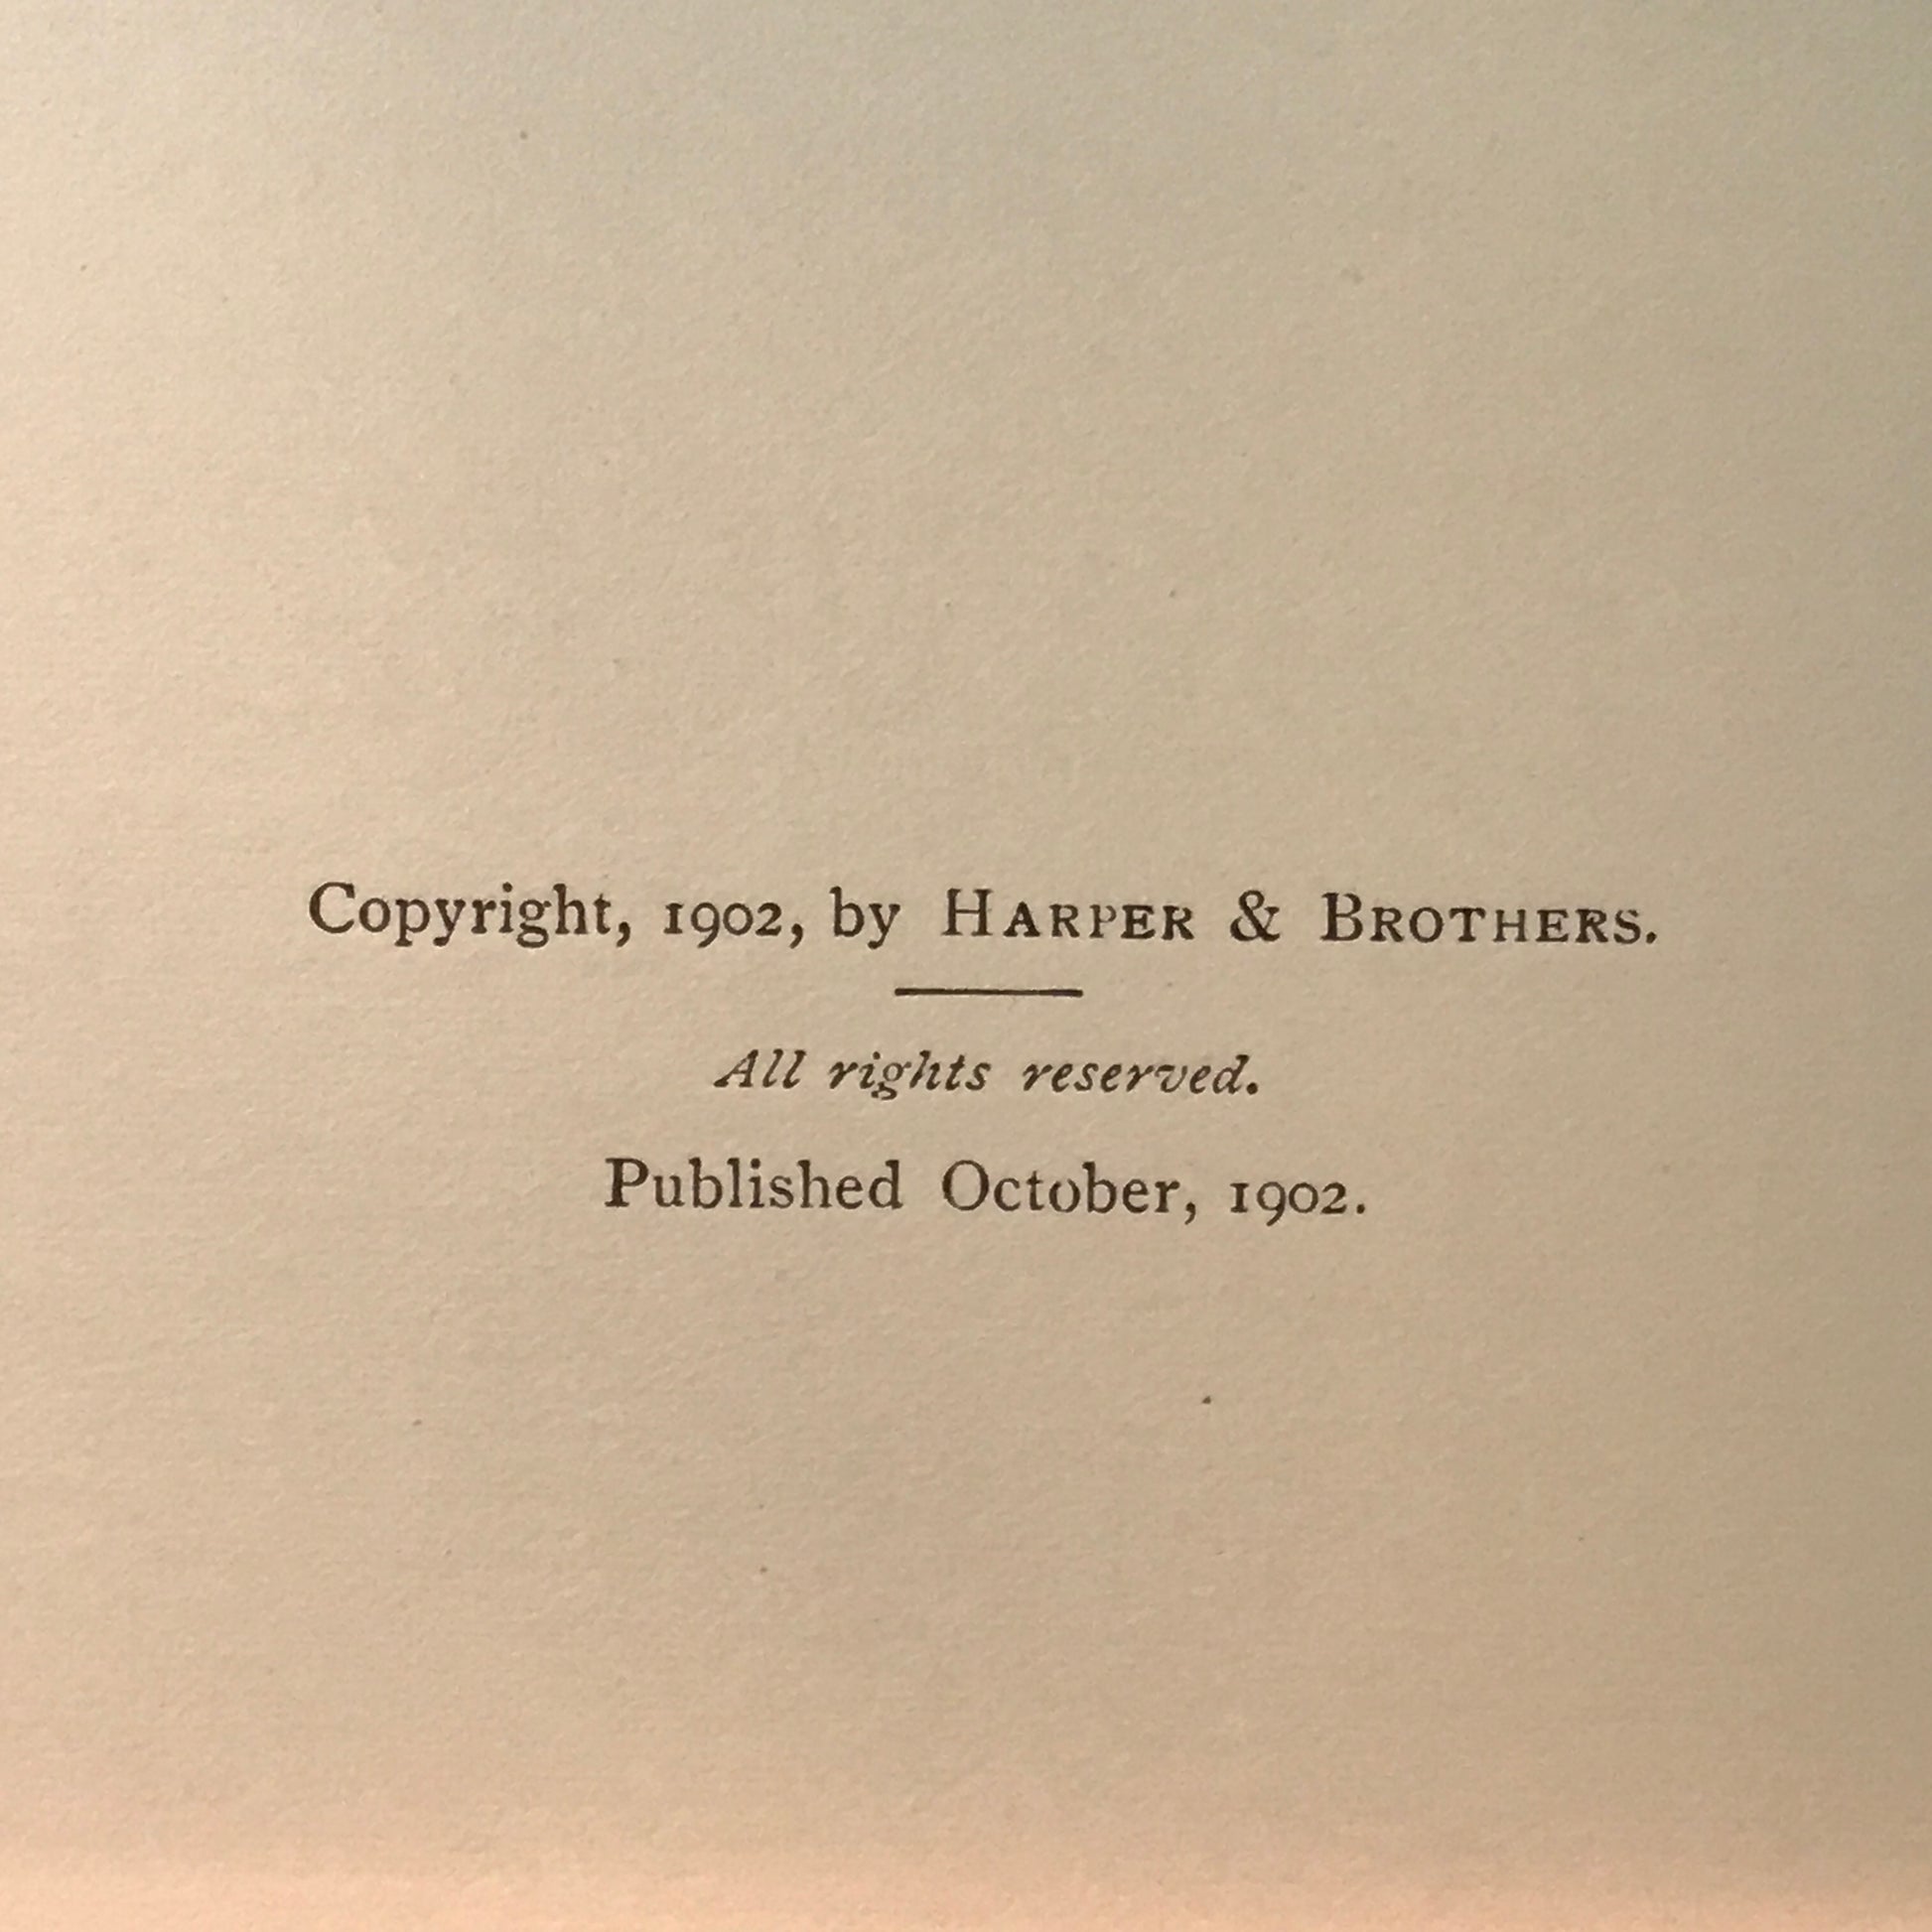 Copyright, 1902, by HARPER & BROTHERS.
All rights reserved.
Published October, 1902.